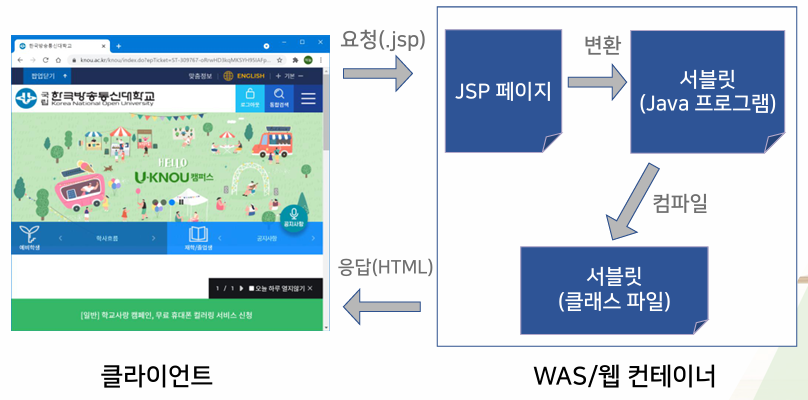 한국방송통신대학교
knou.ac.kr/knou/index.do?epTicket=ST-309767-oRrwHD3kqMKSYH95IAFp...
팝업닫기
맞춤정보
ENGLISH
+ 기본 −
국립 한국방송통신대학교
Korea National Open University
로그아웃
통합검색
HELLO
U·KNOU캠퍼스
공지사항
예비학생
학사흐름
재학/졸업생
공지사항
1 / 1
오늘 하루 열지않기 ×
[일반] 학교사랑 캠페인, 무료 휴대폰 컬러링 서비스 신청
클라이언트
요청(.jsp)
응답(HTML)
JSP 페이지
변환
서블릿
(Java 프로그램)
컴파일
서블릿
(클래스 파일)
WAS/웹 컨테이너